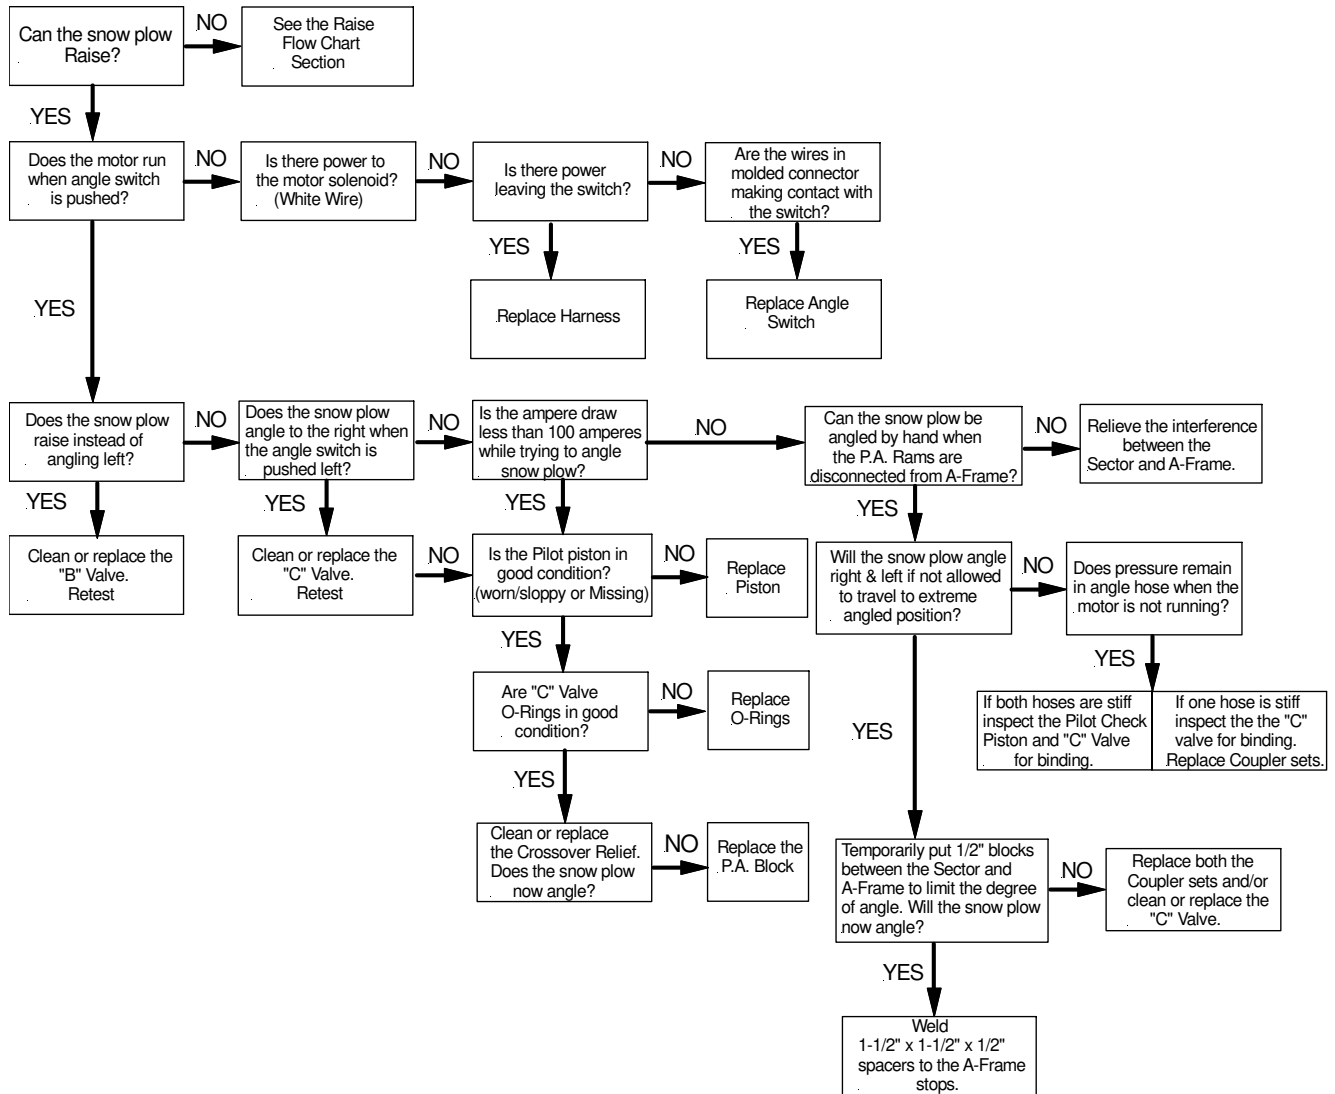 Can the snow plow
Raise?
NO
See the Raise
Flow Chart
Section
YES
Does the motor run
when angle switch
is pushed?
NO
Is there power to
the motor solenoid?
(White Wire)
NO
Is there power
leaving the switch?
NO
Are the wires in
molded connector
making contact with
the switch?
YES
YES
YES
Replace Harness
Replace Angle
Switch
Does the snow plow
raise instead of
angling left?
NO
Does the snow plow
angle to the right when
the angle switch is
pushed left?
NO
Is the ampere draw
less than 100 amperes
while trying to angle
snow plow?
NO
Can the snow plow be
angled by hand when
the P.A. Rams are
disconnected from A-Frame?
NO
Relieve the interference
between the
Sector and A-Frame.
YES
YES
YES
YES
Clean or replace the
"B" Valve.
Retest
Clean or replace the
"C" Valve.
Retest
NO
Is the Pilot piston in
good condition?
(worn/sloppy or Missing)
NO
Replace
Piston
Will the snow plow angle
right & left if not allowed
to travel to extreme
angled position?
NO
Does pressure remain
in angle hose when the
motor is not running?
YES
YES
YES
Are "C" Valve
O-Rings in good
condition?
NO
Replace
O-Rings
If both hoses are stiff
inspect the Pilot Check
Piston and "C" Valve
for binding.
If one hose is stiff
inspect the the "C"
valve for binding.
Replace Coupler sets.
YES
Clean or replace
the Crossover Relief.
Does the snow plow
now angle?
NO
Replace the
P.A. Block
Temporarily put 1/2" blocks
between the Sector and
A-Frame to limit the degree
of angle. Will the snow plow
now angle?
NO
Replace both the
Coupler sets and/or
clean or replace the
"C" Valve.
YES
Weld
1-1/2" x 1-1/2" x 1/2"
spacers to the A-Frame
stops.